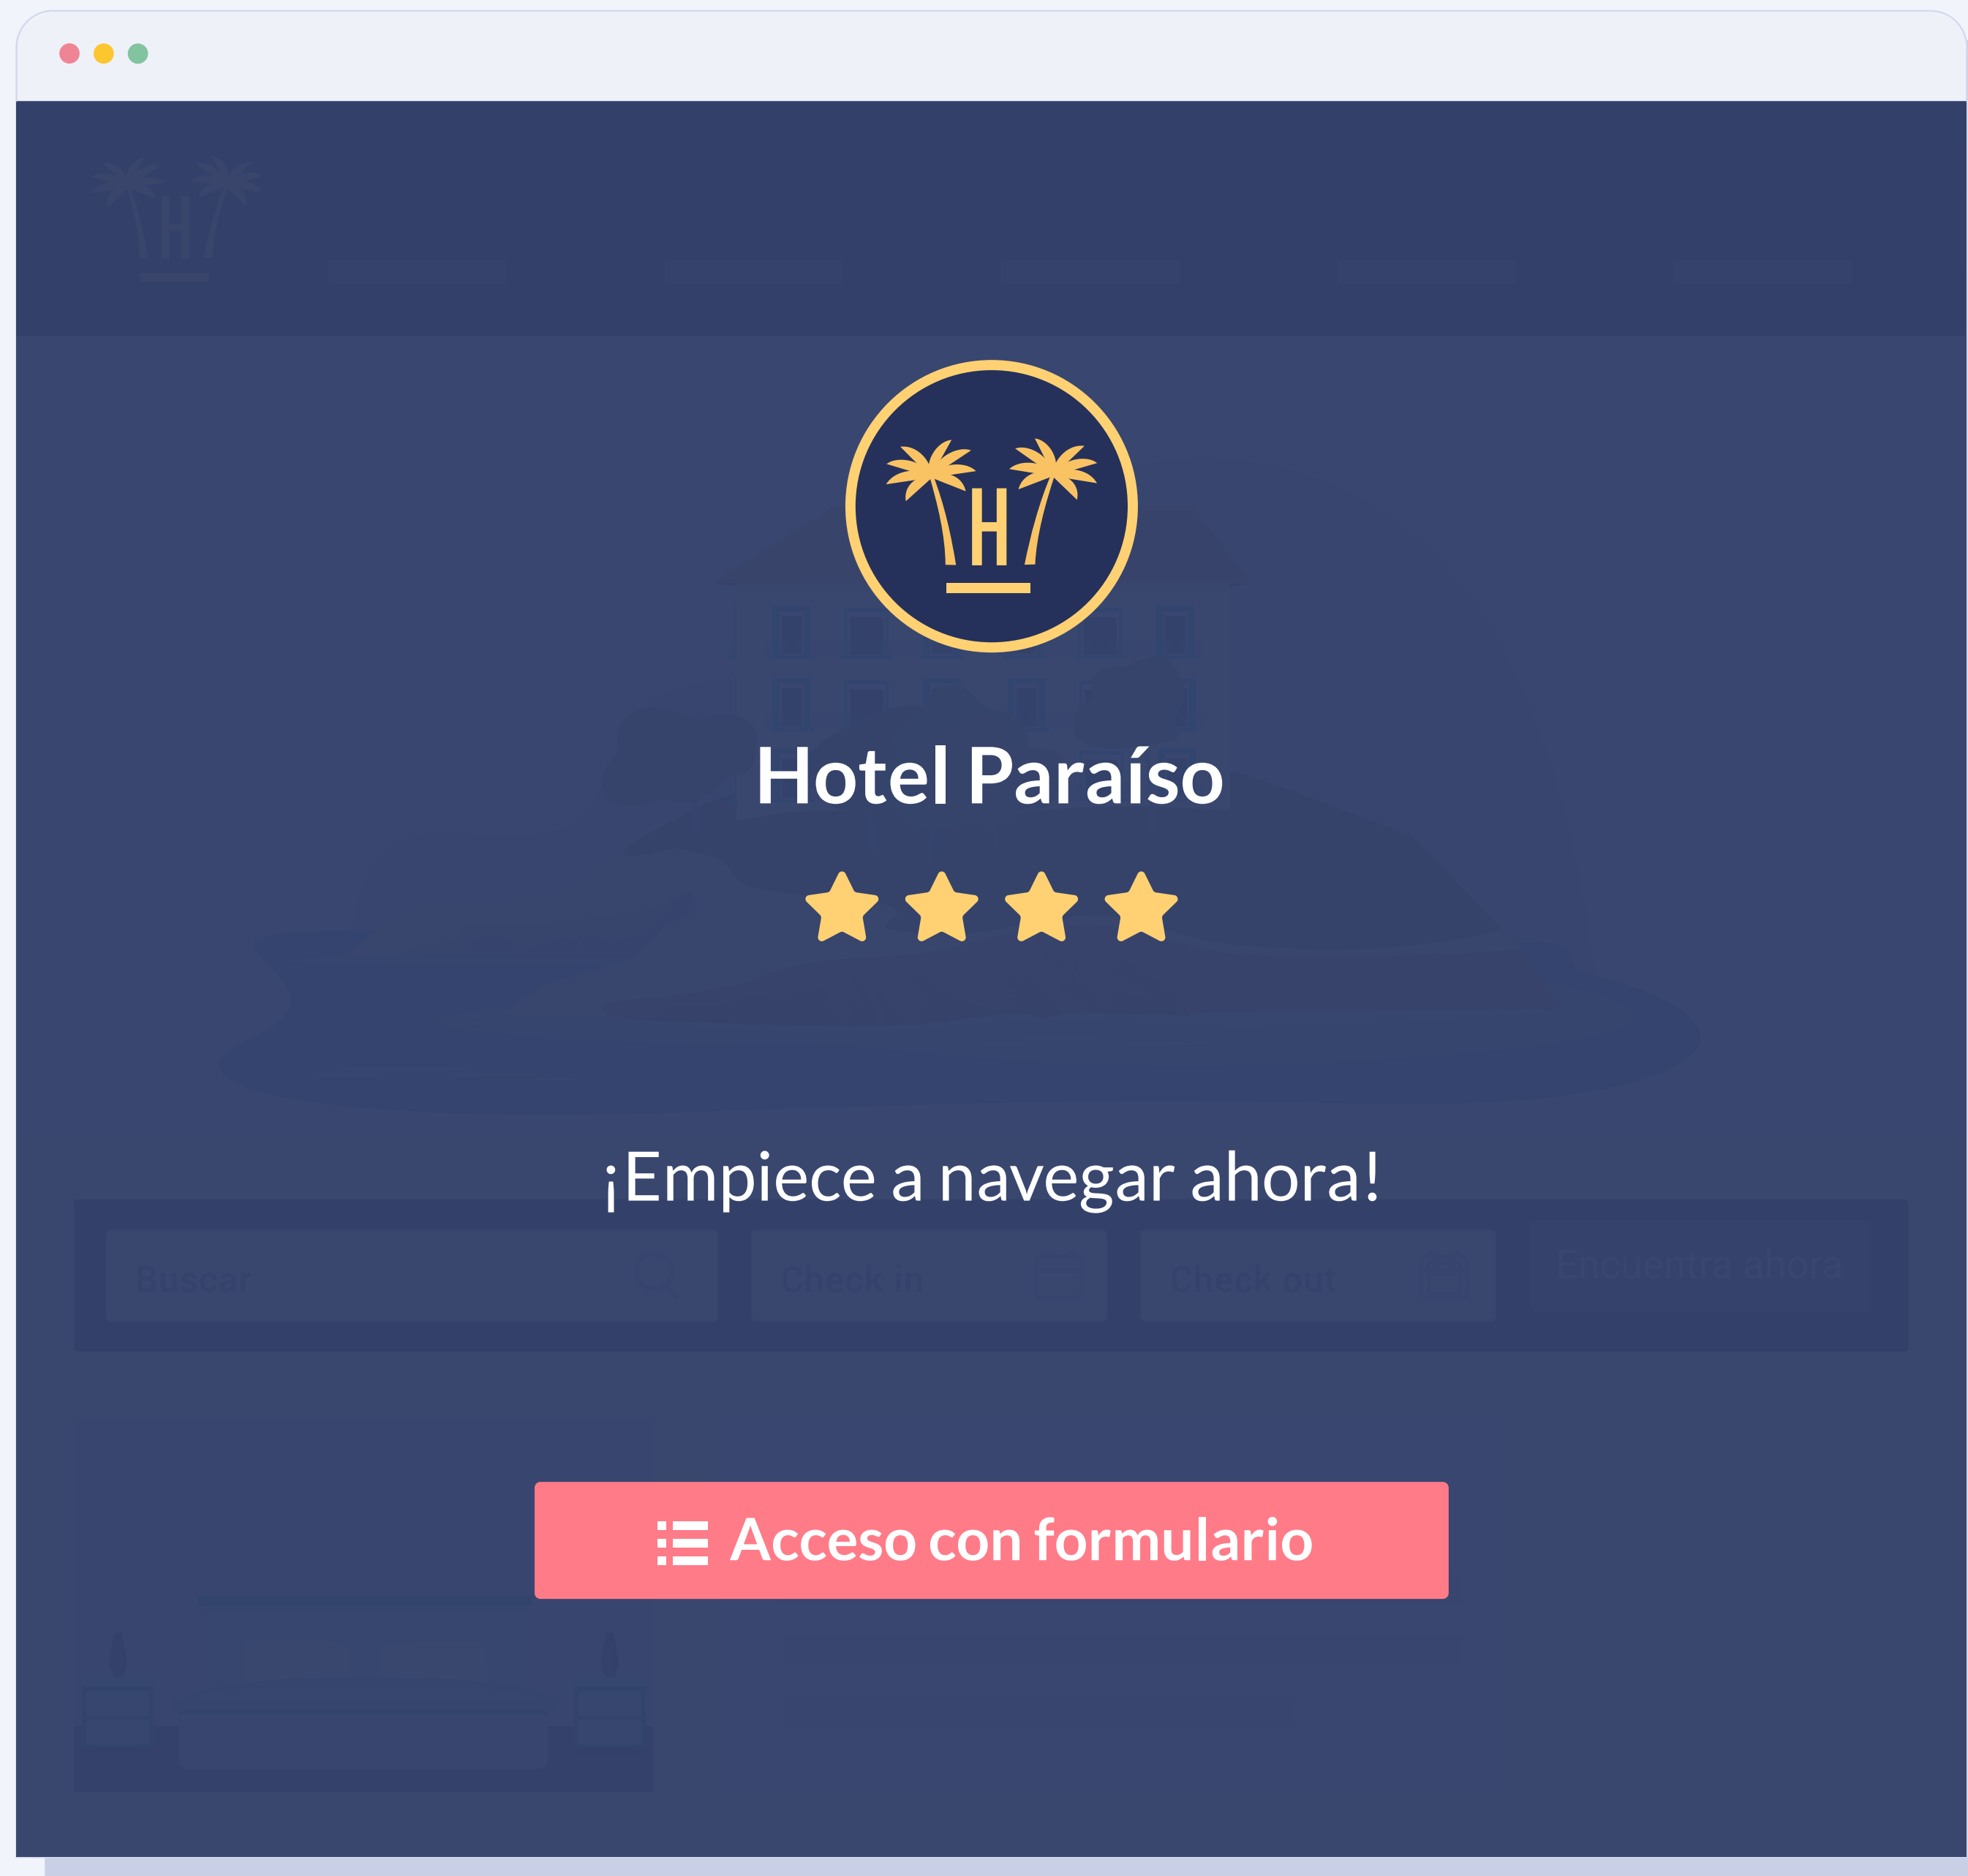 H
H
Hotel Paraíso
¡Empiece a navegar ahora!
Buscar
Check in
Check out
Encuentra ahora
Acceso con formulario